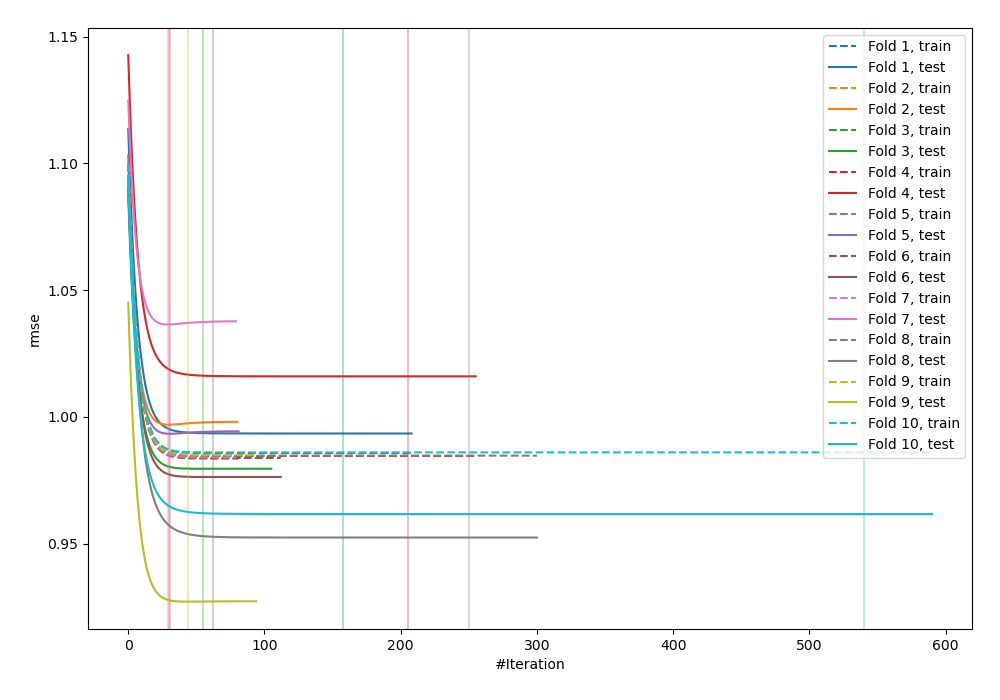 1.15
1.10
1.05
1.00
0.95
rmse
0
100
200
300
400
500
600
#Iteration
Fold 1, train
Fold 1, test
Fold 2, train
Fold 2, test
Fold 3, train
Fold 3, test
Fold 4, train
Fold 4, test
Fold 5, train
Fold 5, test
Fold 6, train
Fold 6, test
Fold 7, train
Fold 7, test
Fold 8, train
Fold 8, test
Fold 9, train
Fold 9, test
Fold 10, train
Fold 10, test